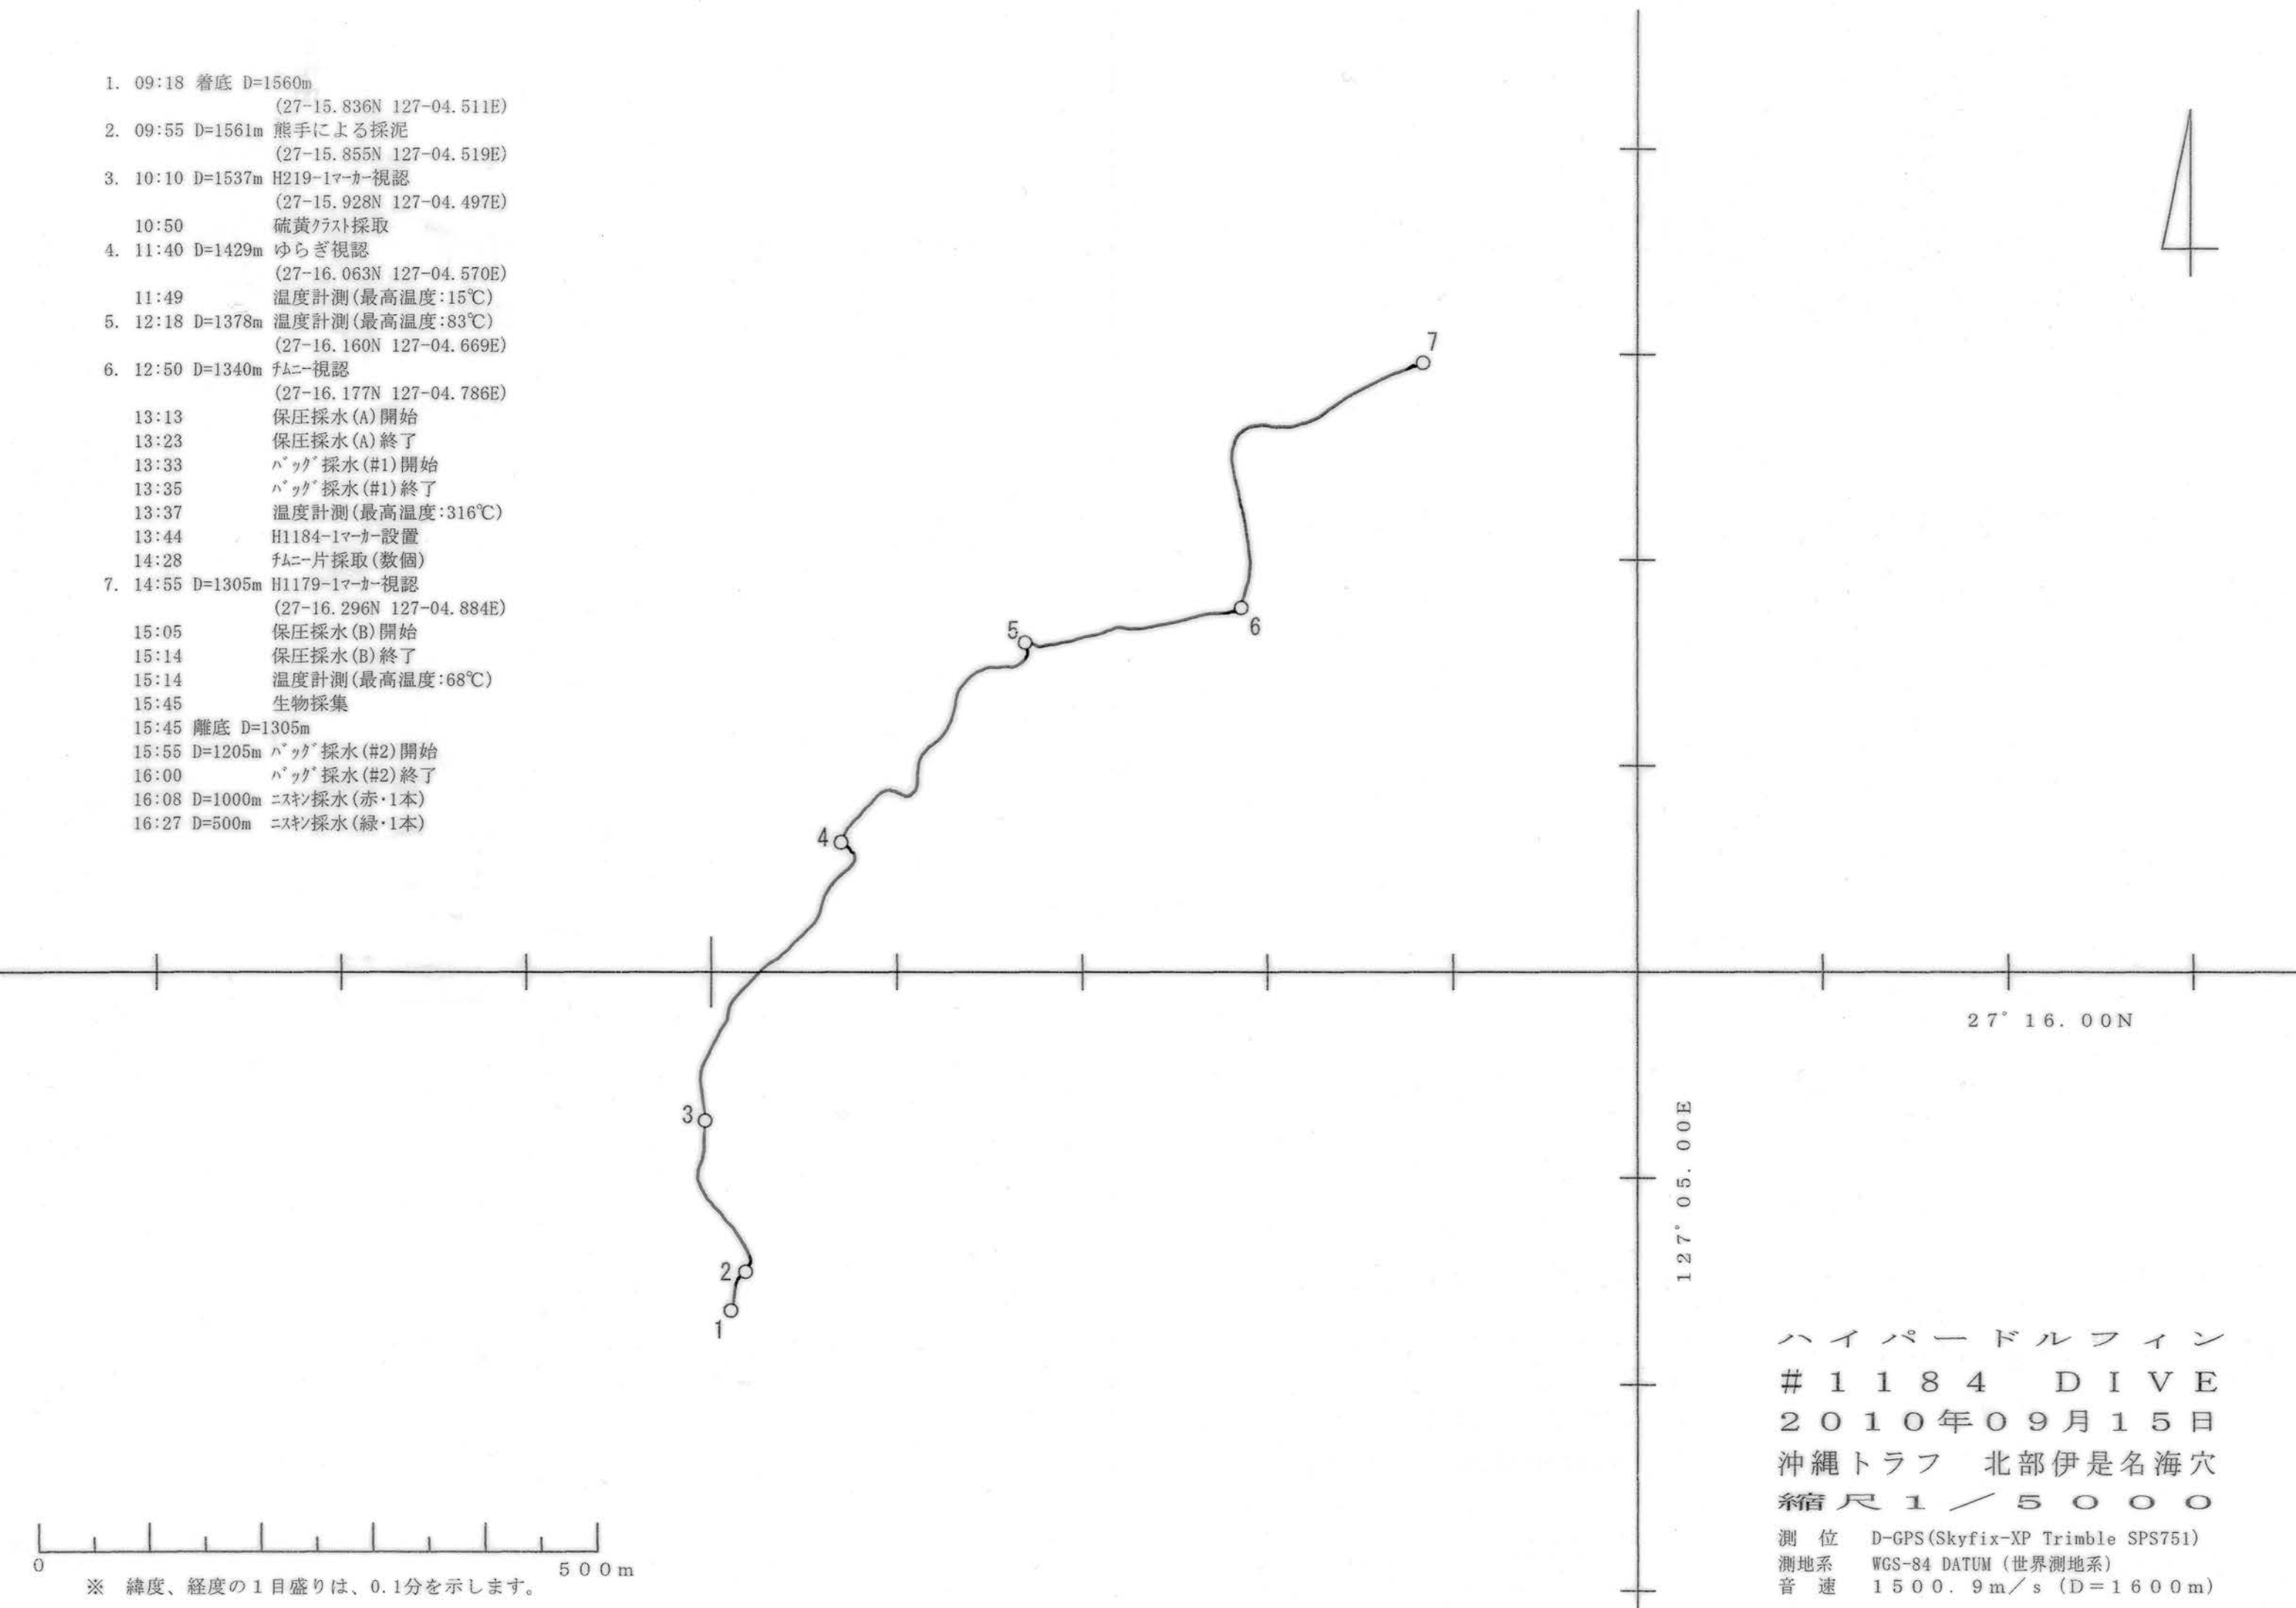 1. 09:18 着底 D=1560m
(27-15.836N 127-04.511E)
2. 09:55 D=1561m 熊手による採泥
(27-15.855N 127-04.519E)
3. 10:10 D=1537m H219-1ﾏｰｶｰ視認
(27-15.928N 127-04.497E)
10:50 硫黄ｸﾗｽﾄ採取
4. 11:40 D=1429m ゆらぎ視認
(27-16.063N 127-04.570E)
11:49 温度計測(最高温度:15℃)
5. 12:18 D=1378m 温度計測(最高温度:83℃)
(27-16.160N 127-04.669E)
6. 12:50 D=1340m ﾁﾑﾆｰ視認
(27-16.177N 127-04.786E)
13:13 保圧採水(A)開始
13:23 保圧採水(A)終了
13:33 ﾊﾞｯｸﾞ採水(#1)開始
13:35 ﾊﾞｯｸﾞ採水(#1)終了
13:37 温度計測(最高温度:316℃)
13:44 H1184-1ﾏｰｶｰ設置
14:28 ﾁﾑﾆｰ片採取(数個)
7. 14:55 D=1305m H1179-1ﾏｰｶｰ視認
(27-16.296N 127-04.884E)
15:05 保圧採水(B)開始
15:14 保圧採水(B)終了
15:14 温度計測(最高温度:68℃)
15:45 生物採集
15:45 離底 D=1305m
15:55 D=1205m ﾊﾞｯｸﾞ採水(#2)開始
16:00 ﾊﾞｯｸﾞ採水(#2)終了
16:08 D=1000m ﾆｽｷﾝ採水(赤･1本)
16:27 D=500m ﾆｽｷﾝ採水(緑･1本)
7
6
5
4
3
2
1
27°16.00N
127°05.00E
ハイパードルフィン
#1184 DIVE
2010年09月15日
沖縄トラフ 北部伊是名海穴
縮尺1/5000
測位 D-GPS(Skyfix-XP Trimble SPS751)
測地系 WGS-84 DATUM (世界測地系)
音速 1500.9m/s (D=1600m)
0 500m
※ 緯度、経度の1目盛りは、0.1分を示します。